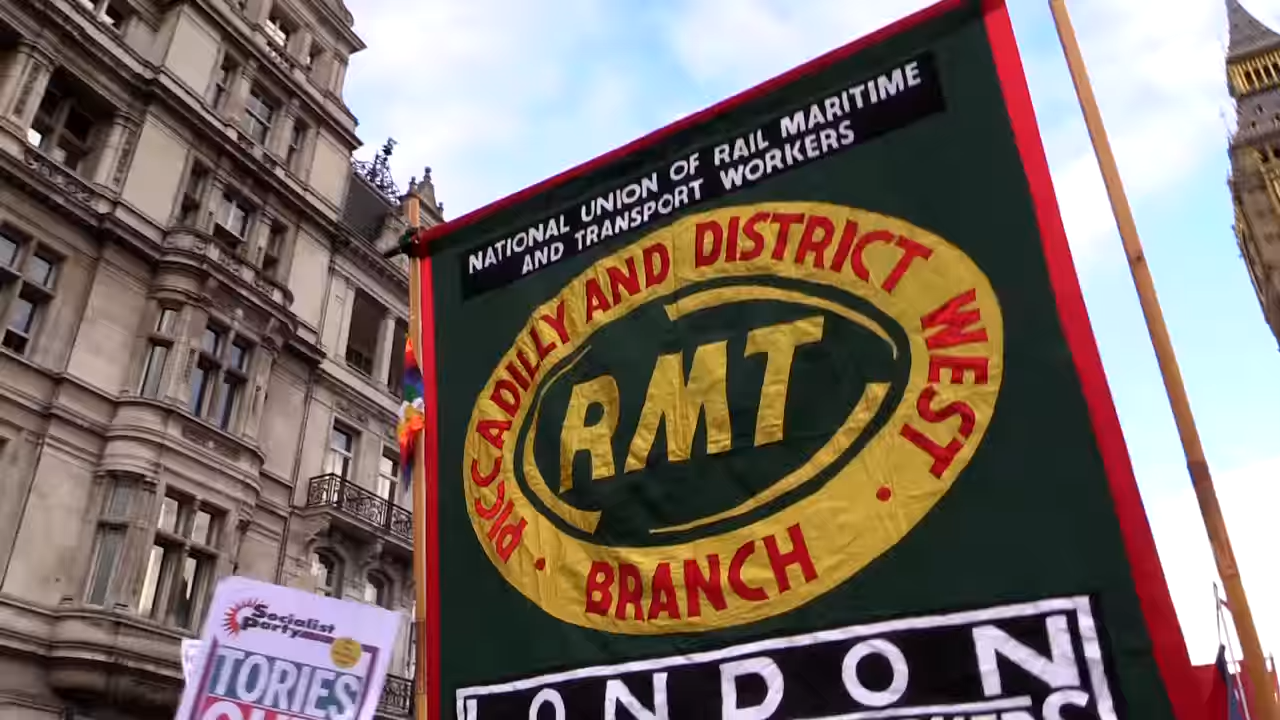 NATIONAL UNION OF RAIL MARITIME
AND TRANSPORT WORKERS
PICCADILLY AND DISTRICT WEST
RMT
• BRANCH •
LONDON
Socialist
Party
TORIES